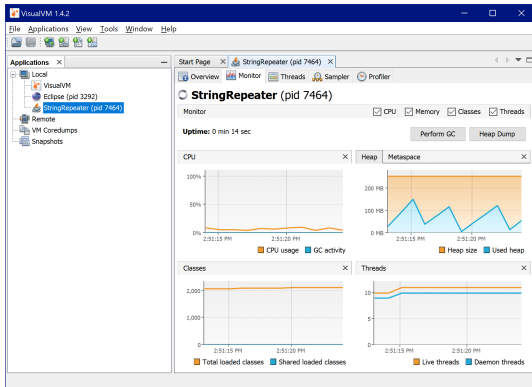 VisualVM 1.4.2
File Applications View Tools Window Help
Applications
Start Page StringRepeater (pid 7464)
Local
VisualVM
Eclipse (pid 3292)
StringRepeater (pid 7464)
Remote
VM Coredumps
Snapshots
Overview Monitor Threads Sampler Profiler
StringRepeater (pid 7464)
Monitor CPU Memory Classes Threads
Uptime: 0 min 14 sec Perform GC Heap Dump
CPU
100%
50%
0%
2:51:15 PM 2:51:20 PM
CPU usage GC activity
Heap Metaspace
200 MB
100 MB
0 MB
2:51:15 PM 2:51:20 PM
Heap size Used heap
Classes
2,000
1,000
0
2:51:15 PM 2:51:20 PM
Total loaded classes Shared loaded classes
Threads
10
5
0
2:51:15 PM 2:51:20 PM
Live threads Daemon threads